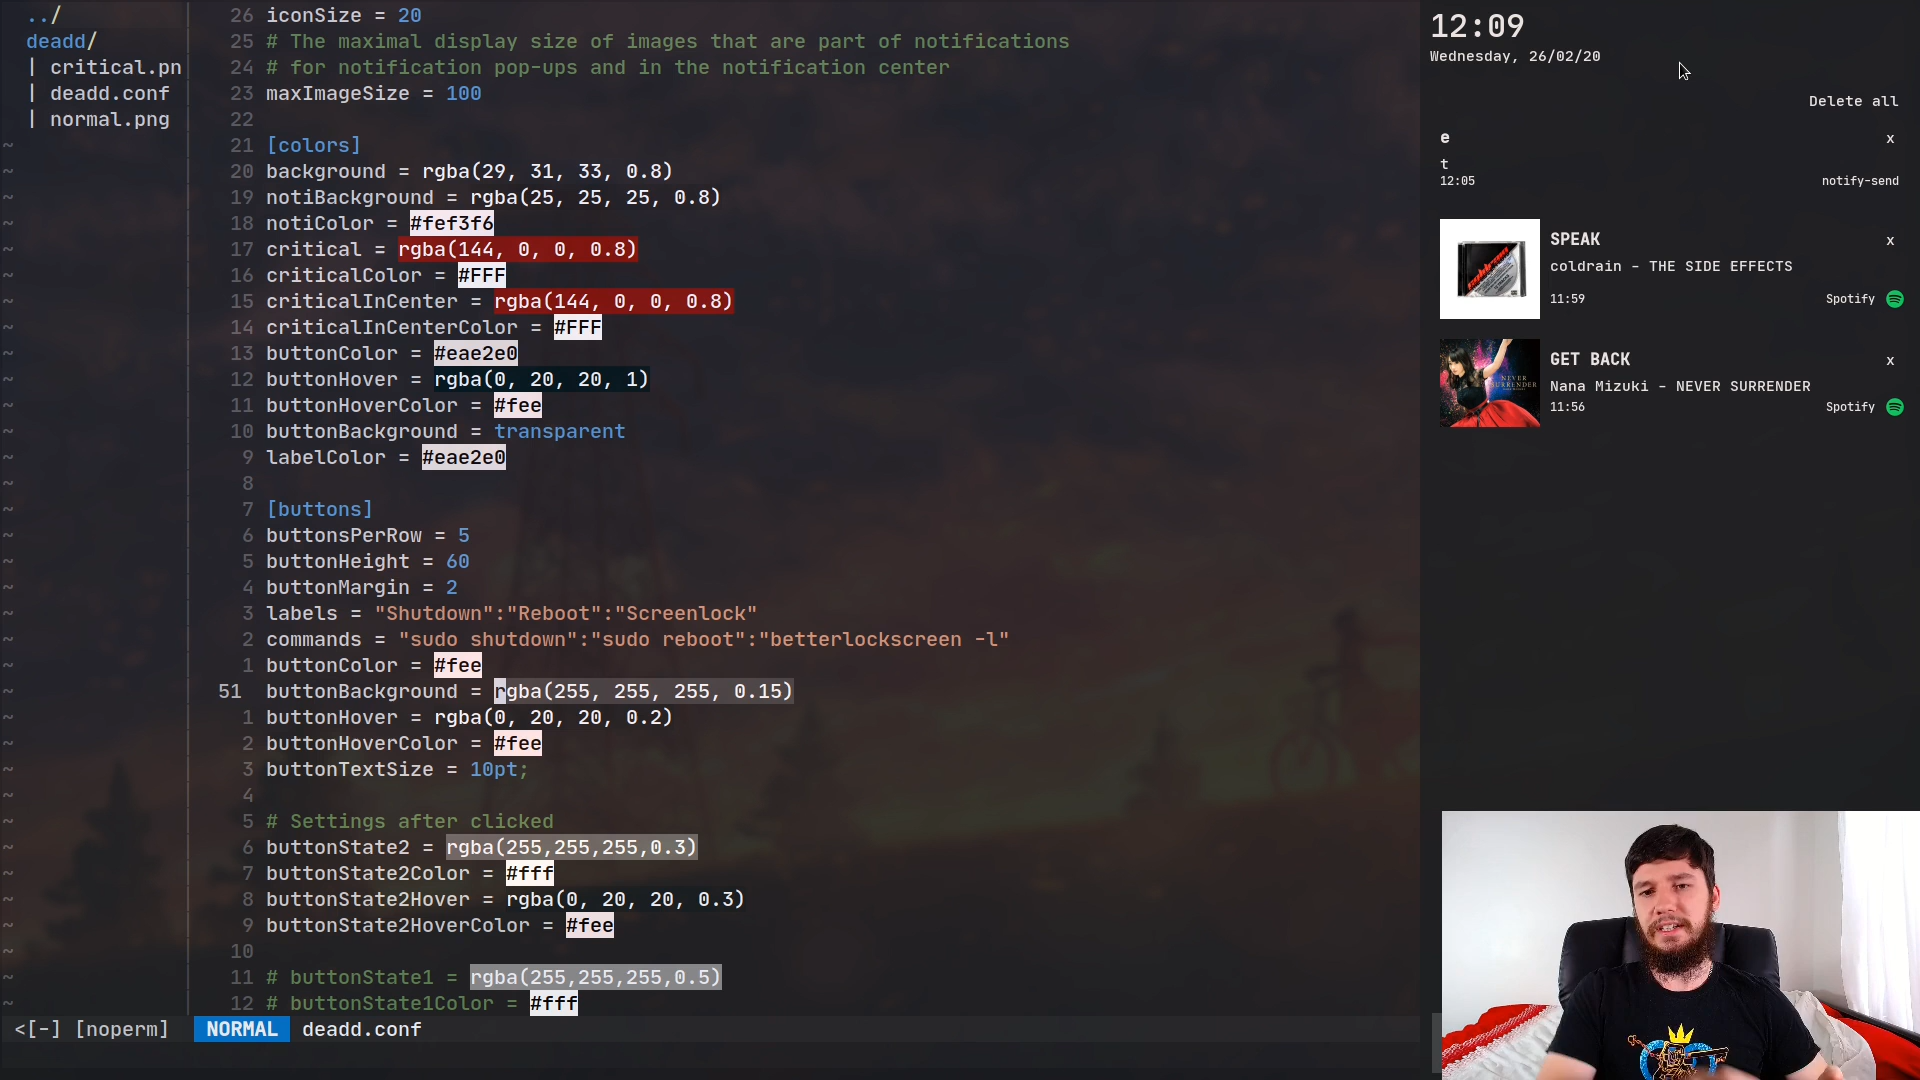 ../
deadd/
| critical.pn
| deadd.conf
| normal.png
26 iconSize = 20
25 # The maximal display size of images that are part of notifications
24 # for notification pop-ups and in the notification center
23 maxImageSize = 100
22
21 [colors]
20 background = rgba(29, 31, 33, 0.8)
19 notiBackground = rgba(25, 25, 25, 0.8)
18 notiColor = #fef3f6
17 critical = rgba(144, 0, 0, 0.8)
16 criticalColor = #FFF
15 criticalInCenter = rgba(144, 0, 0, 0.8)
14 criticalInCenterColor = #FFF
13 buttonColor = #eae2e0
12 buttonHover = rgba(0, 20, 20, 1)
11 buttonHoverColor = #fee
10 buttonBackground = transparent
9 labelColor = #eae2e0
8
7 [buttons]
6 buttonsPerRow = 5
5 buttonHeight = 60
4 buttonMargin = 2
3 labels = "Shutdown":"Reboot":"Screenlock"
2 commands = "sudo shutdown":"sudo reboot":"betterlockscreen -l"
1 buttonColor = #fee
51 buttonBackground = rgba(255, 255, 255, 0.15)
1 buttonHover = rgba(0, 20, 20, 0.2)
2 buttonHoverColor = #fee
3 buttonTextSize = 10pt;
4
5 # Settings after clicked
6 buttonState2 = rgba(255,255,255,0.3)
7 buttonState2Color = #fff
8 buttonState2Hover = rgba(0, 20, 20, 0.3)
9 buttonState2HoverColor = #fee
10
11 # buttonState1 = rgba(255,255,255,0.5)
12 # buttonState1Color = #fff
<[-] [noperm] NORMAL deadd.conf
12:09
Wednesday, 26/02/20
Delete all
e x
t
12:05 notify-send
SPEAK x
coldrain - THE SIDE EFFECTS
11:59 Spotify
GET BACK x
Nana Mizuki - NEVER SURRENDER
11:56 Spotify
NEVER
SURRENDER